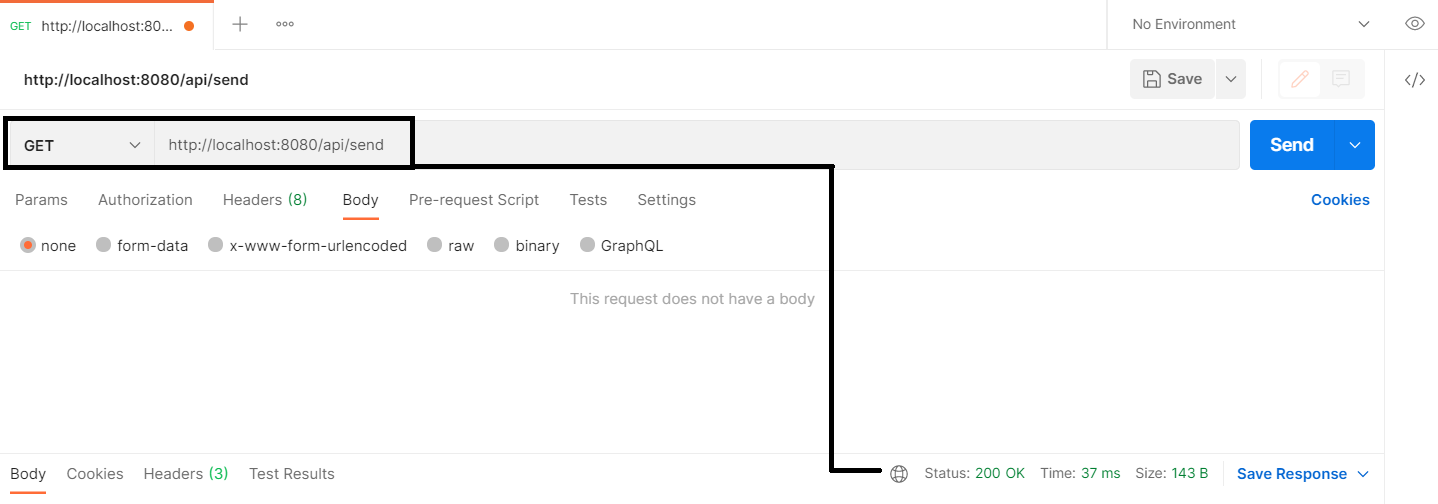 GET http://localhost:80... No Environment
http://localhost:8080/api/send Save
GET http://localhost:8080/api/send Send
Params Authorization Headers (8) Body Pre-request Script Tests Settings Cookies
none form-data x-www-form-urlencoded raw binary GraphQL
This request does not have a body
Body Cookies Headers (3) Test Results Status: 200 OK Time: 37 ms Size: 143 B Save Response